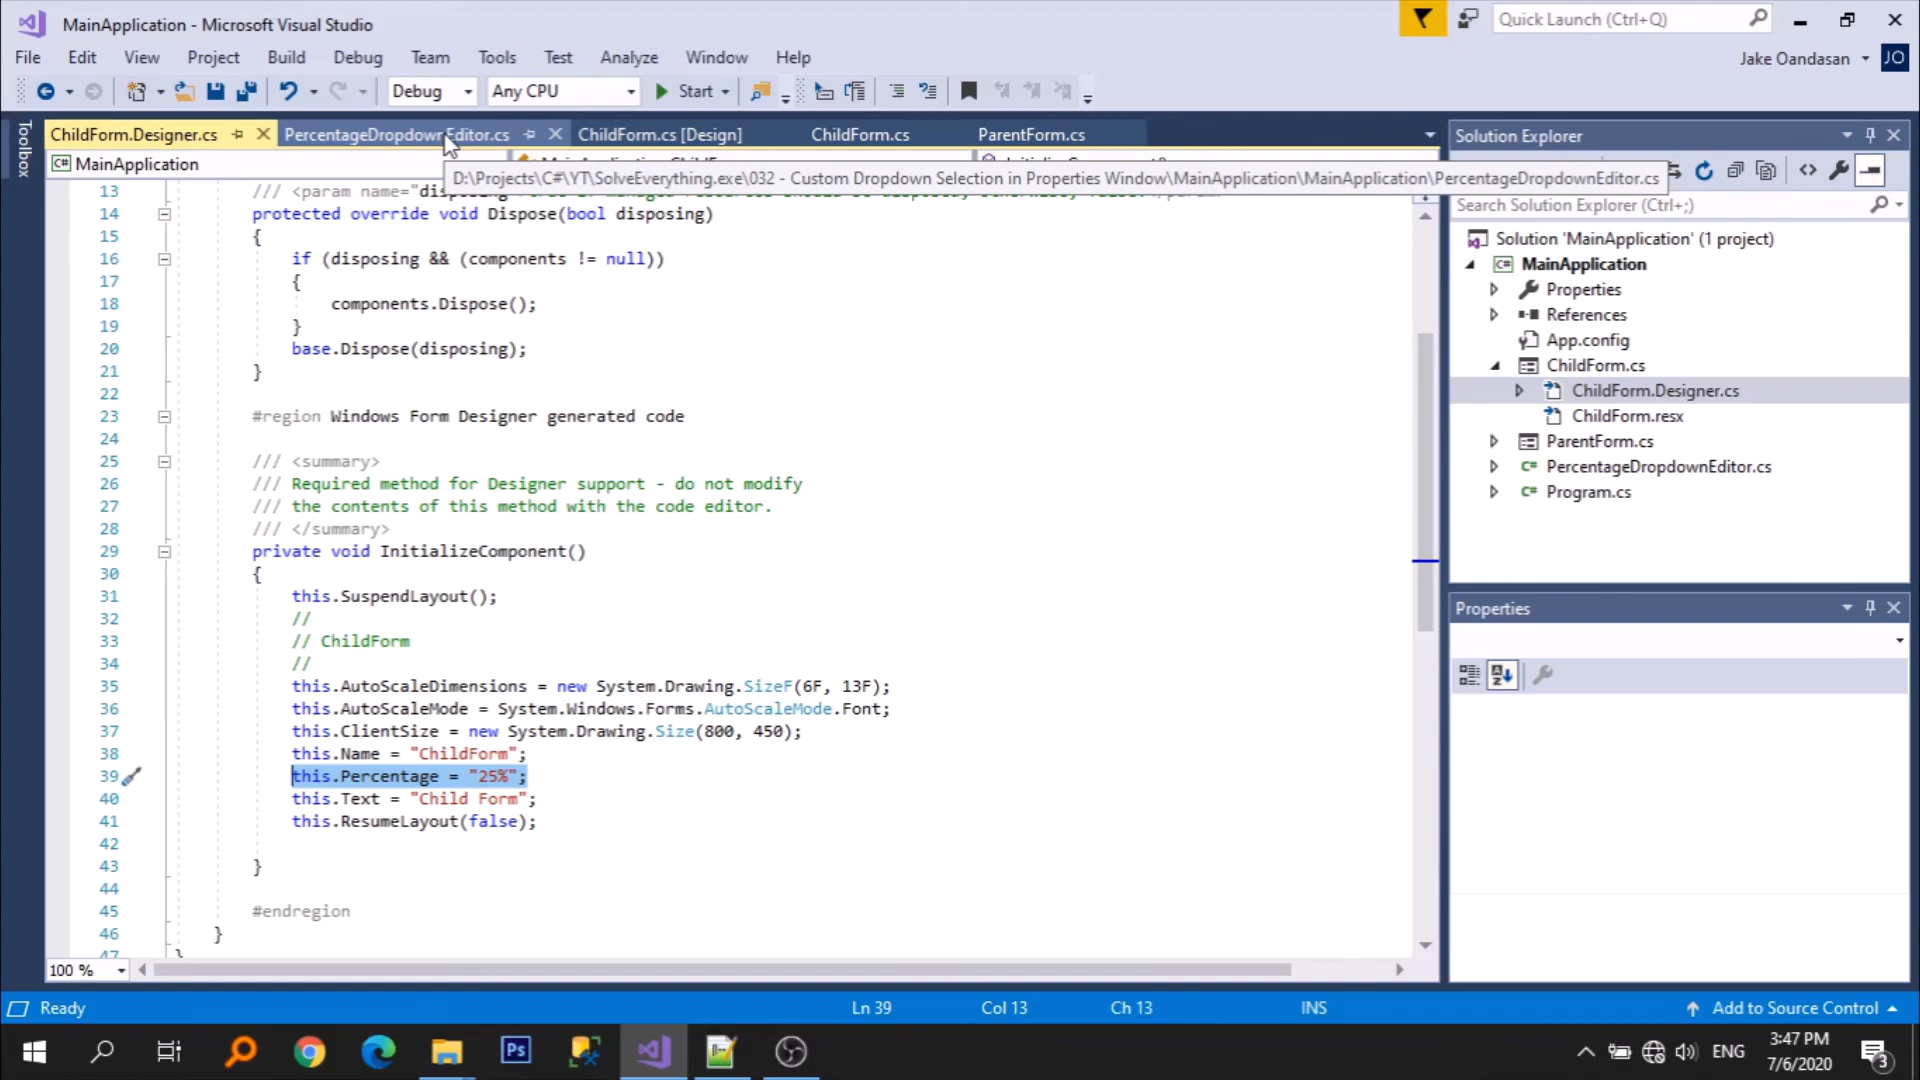 MainApplication - Microsoft Visual Studio
Quick Launch (Ctrl+Q)
File Edit View Project Build Debug Team Tools Test Analyze Window Help
Jake Oandasan JO
Debug Any CPU Start
Toolbox
ChildForm.Designer.cs PercentageDropdownEditor.cs ChildForm.cs [Design] ChildForm.cs ParentForm.cs
C# MainApplication
D:\Projects\C#\YT\SolveEverything.exe\032 - Custom Dropdown Selection in Properties Window\MainApplication\MainApplication\PercentageDropdownEditor.cs
13 /// <param name="
14 protected override void Dispose(bool disposing)
15 {
16 if (disposing && (components != null))
17 {
18 components.Dispose();
19 }
20 base.Dispose(disposing);
21 }
22
23 #region Windows Form Designer generated code
24
25 /// <summary>
26 /// Required method for Designer support - do not modify
27 /// the contents of this method with the code editor.
28 /// </summary>
29 private void InitializeComponent()
30 {
31 this.SuspendLayout();
32 //
33 // ChildForm
34 //
35 this.AutoScaleDimensions = new System.Drawing.SizeF(6F, 13F);
36 this.AutoScaleMode = System.Windows.Forms.AutoScaleMode.Font;
37 this.ClientSize = new System.Drawing.Size(800, 450);
38 this.Name = "ChildForm";
39 this.Percentage = "25%";
40 this.Text = "Child Form";
41 this.ResumeLayout(false);
42
43 }
44
45 #endregion
46 }
47 }
100 %
Solution Explorer
Search Solution Explorer (Ctrl+;)
Solution 'MainApplication' (1 project)
C# MainApplication
Properties
References
App.config
ChildForm.cs
ChildForm.Designer.cs
ChildForm.resx
ParentForm.cs
C# PercentageDropdownEditor.cs
C# Program.cs
Properties
Ready Ln 39 Col 13 Ch 13 INS Add to Source Control
Ps
ENG
3:47 PM
7/6/2020
3